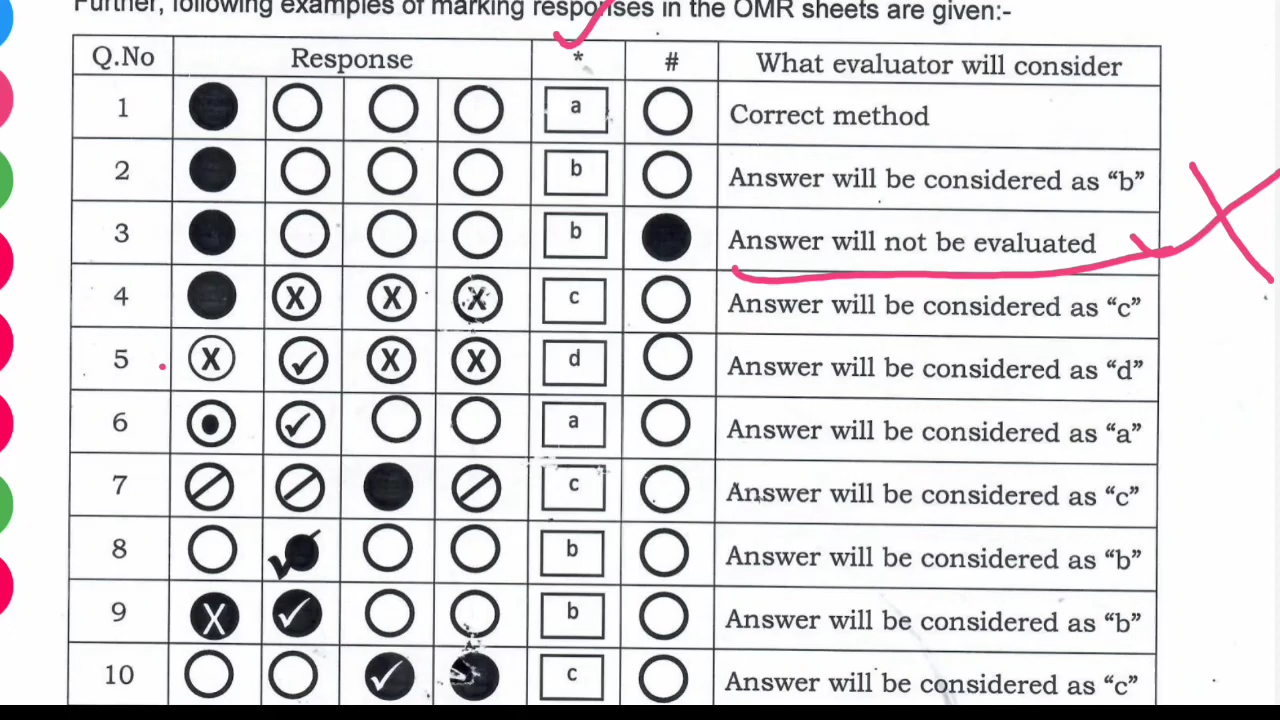 Further, following examples of marking responses in the OMR sheets are given:-
Q.No Response * # What evaluator will consider
1 a Correct method
2 b Answer will be considered as “b”
3 b Answer will not be evaluated
4 X X X c Answer will be considered as “c”
5 X ✓ X X d Answer will be considered as “d”
6 ✓ a Answer will be considered as “a”
7 c Answer will be considered as “c”
8 ✓ b Answer will be considered as “b”
9 X ✓ b Answer will be considered as “b”
10 ✓ c Answer will be considered as “c”